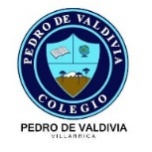 PEDRO DE VALDIVIA
COLEGIO
PEDRO DE VALDIVIA
VILLARRICA